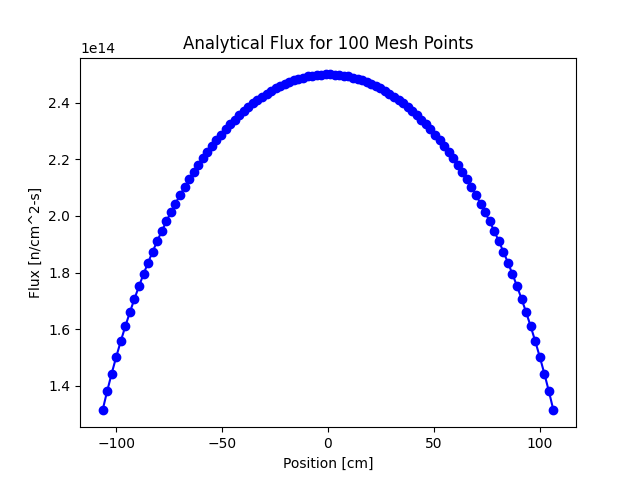 Analytical Flux for 100 Mesh Points
1e14
2.4
2.2
2.0
1.8
1.6
1.4
Flux [n/cm^2-s]
−100
−50
0
50
100
Position [cm]